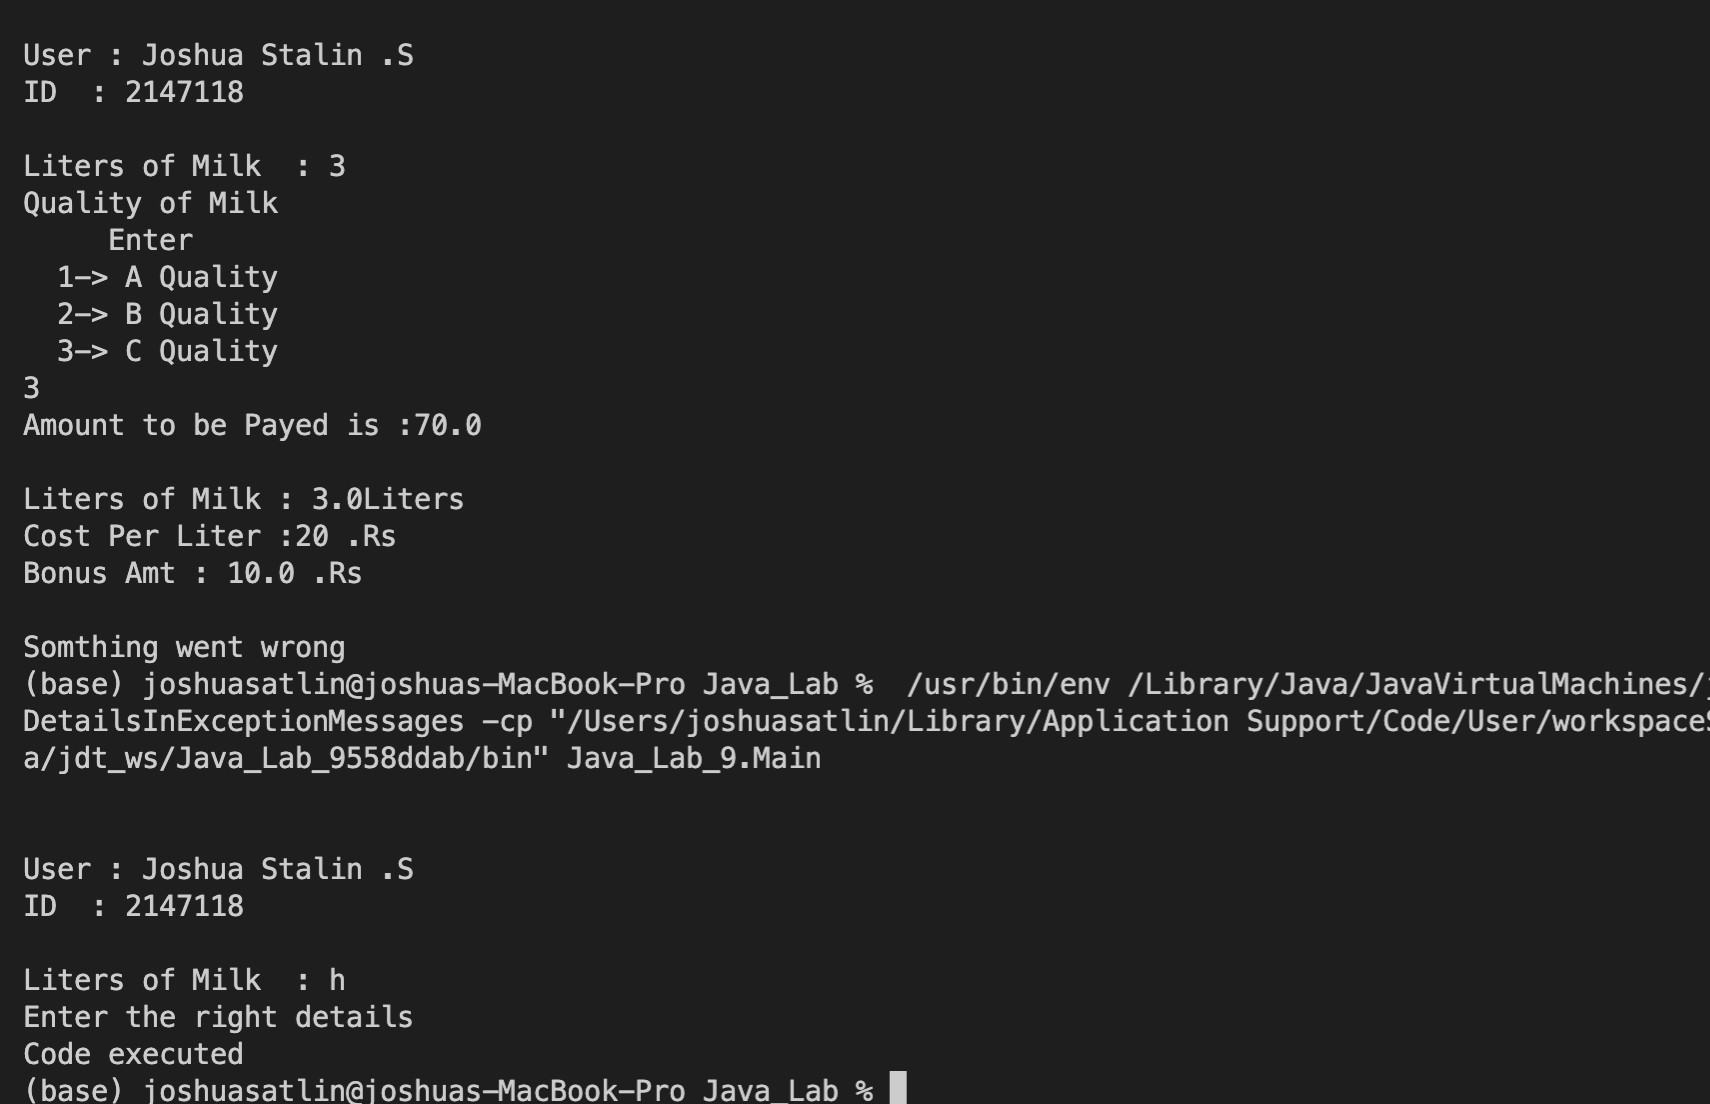 User : Joshua Stalin .S
ID  : 2147118
Liters of Milk  : 3
Quality of Milk
     Enter
  1-> A Quality
  2-> B Quality
  3-> C Quality
3
Amount to be Payed is :70.0
Liters of Milk : 3.0Liters
Cost Per Liter :20 .Rs
Bonus Amt : 10.0 .Rs
Somthing went wrong
(base) joshuasatlin@joshuas-MacBook-Pro Java_Lab %  /usr/bin/env /Library/Java/JavaVirtualMachines/j
DetailsInExceptionMessages -cp "/Users/joshuasatlin/Library/Application Support/Code/User/workspaceS
a/jdt_ws/Java_Lab_9558ddab/bin" Java_Lab_9.Main
User : Joshua Stalin .S
ID  : 2147118
Liters of Milk  : h
Enter the right details
Code executed
(base) joshuasatlin@joshuas-MacBook-Pro Java_Lab %